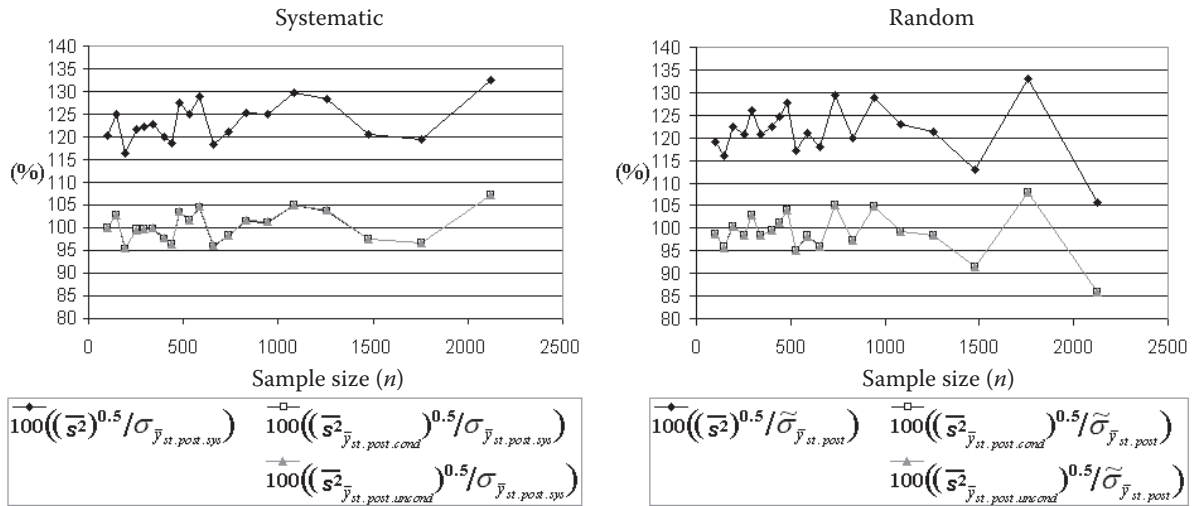 Systematic
140
135
130
125
120
115
110
105
100
95
90
85
80
(%)
0 500 1000 1500 2000 2500
Sample size (n)
100((s̅²)^0.5/σ_ȳst.post.sys)
100((s̅²_ȳst.post.cond)^0.5/σ_ȳst.post.sys)
100((s̅²_ȳst.post.uncond)^0.5/σ_ȳst.post.sys)
Random
140
135
130
125
120
115
110
105
100
95
90
85
80
(%)
0 500 1000 1500 2000 2500
Sample size (n)
100((s̅²)^0.5/σ̃_ȳst.post)
100((s̅²_ȳst.post.cond)^0.5/σ̃_ȳst.post)
100((s̅²_ȳst.post.uncond)^0.5/σ̃_ȳst.post)